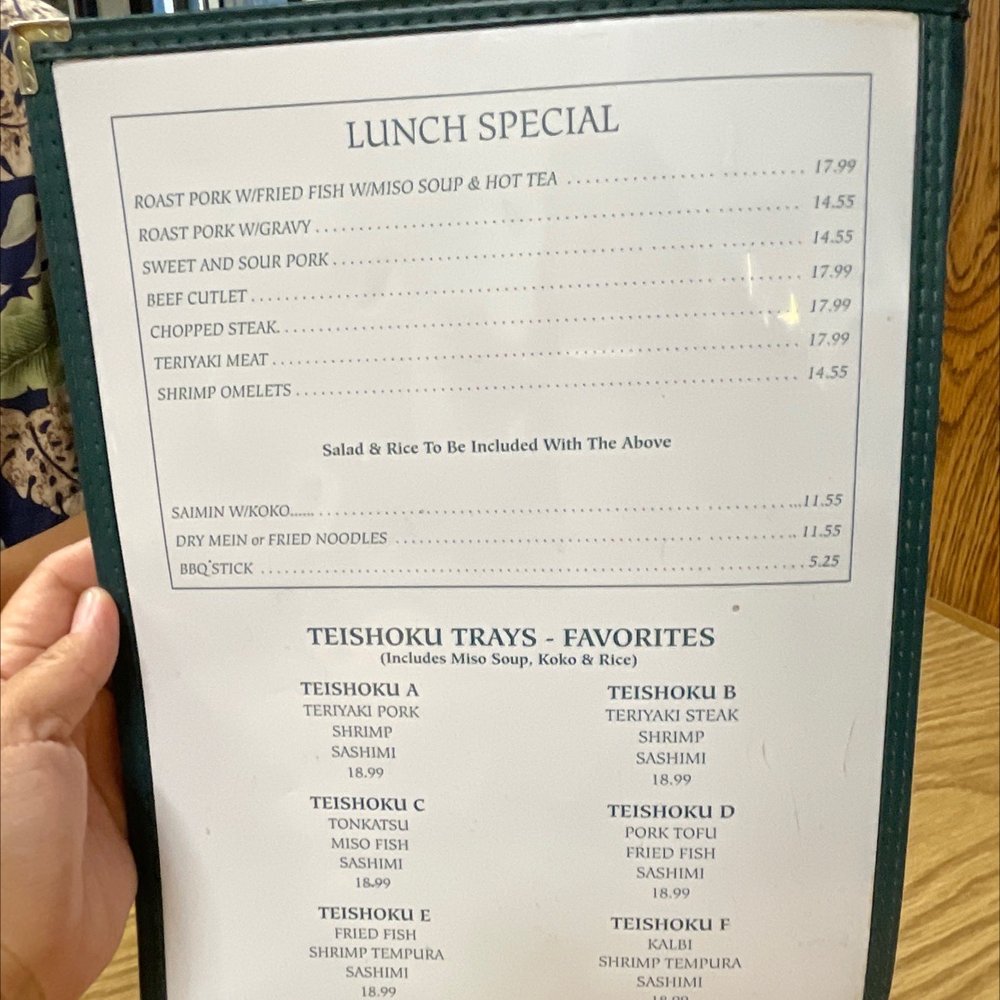 LUNCH SPECIAL
ROAST PORK W/FRIED FISH W/MISO SOUP & HOT TEA ........................ 17.99
ROAST PORK W/GRAVY ........................ 14.55
SWEET AND SOUR PORK ........................ 14.55
BEEF CUTLET ........................ 17.99
CHOPPED STEAK ........................ 17.99
TERIYAKI MEAT ........................ 17.99
SHRIMP OMELETS ........................ 14.55
Salad & Rice To Be Included With The Above
SAIMIN W/KOKO ........................ 11.55
DRY MEIN or FRIED NOODLES ........................ 11.55
BBQ'STICK ........................ 5.25
TEISHOKU TRAYS - FAVORITES
(Includes Miso Soup, Koko & Rice)
TEISHOKU A
TERIYAKI PORK
SHRIMP
SASHIMI
18.99
TEISHOKU B
TERIYAKI STEAK
SHRIMP
SASHIMI
18.99
TEISHOKU C
TONKATSU
MISO FISH
SASHIMI
18.99
TEISHOKU D
PORK TOFU
FRIED FISH
SASHIMI
18.99
TEISHOKU E
FRIED FISH
SHRIMP TEMPURA
SASHIMI
18.99
TEISHOKU F
KALBI
SHRIMP TEMPURA
SASHIMI